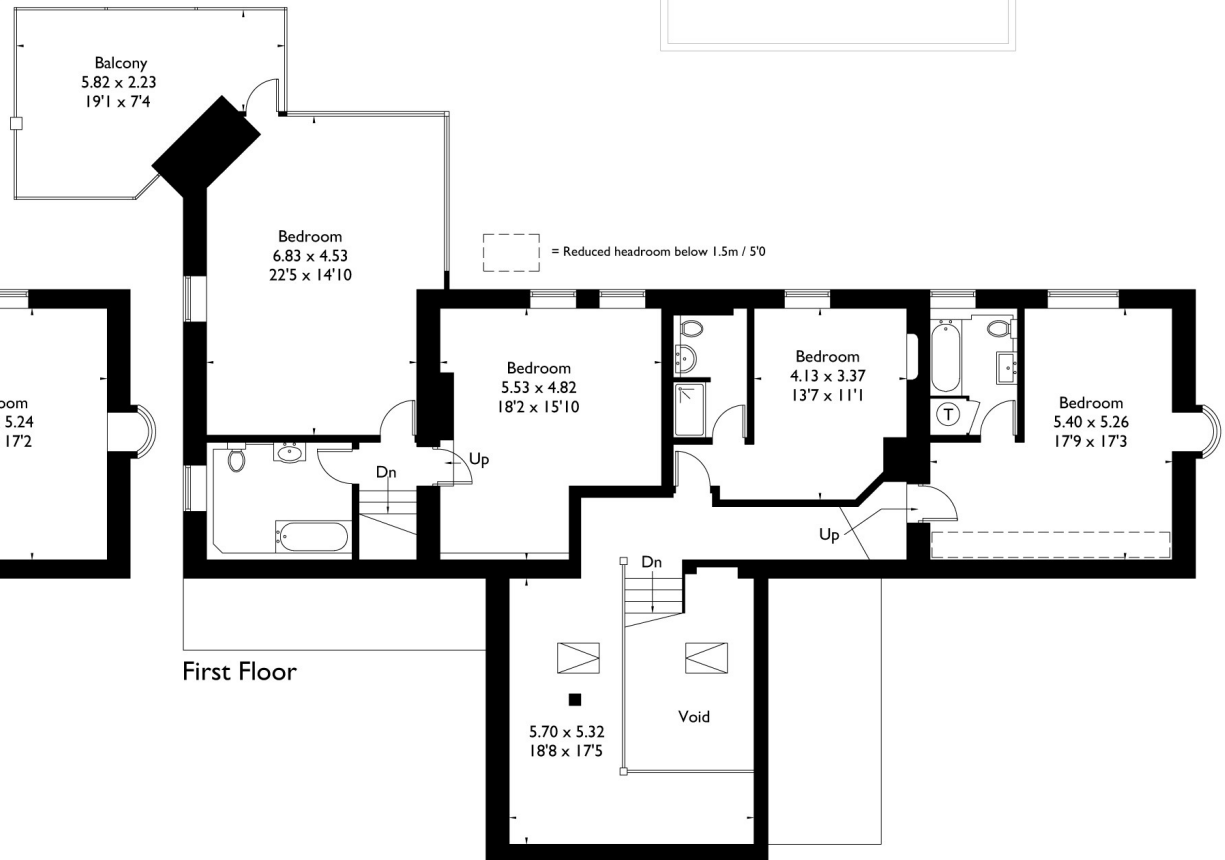 Balcony
5.82 x 2.23
19'1 x 7'4
Bedroom
6.83 x 4.53
22'5 x 14'10
= Reduced headroom below 1.5m / 5'0
oom
5.24
17'2
Bedroom
5.53 x 4.82
18'2 x 15'10
Bedroom
4.13 x 3.37
13'7 x 11'1
T
Bedroom
5.40 x 5.26
17'9 x 17'3
Dn
Up
Up
Dn
First Floor
5.70 x 5.32
18'8 x 17'5
Void